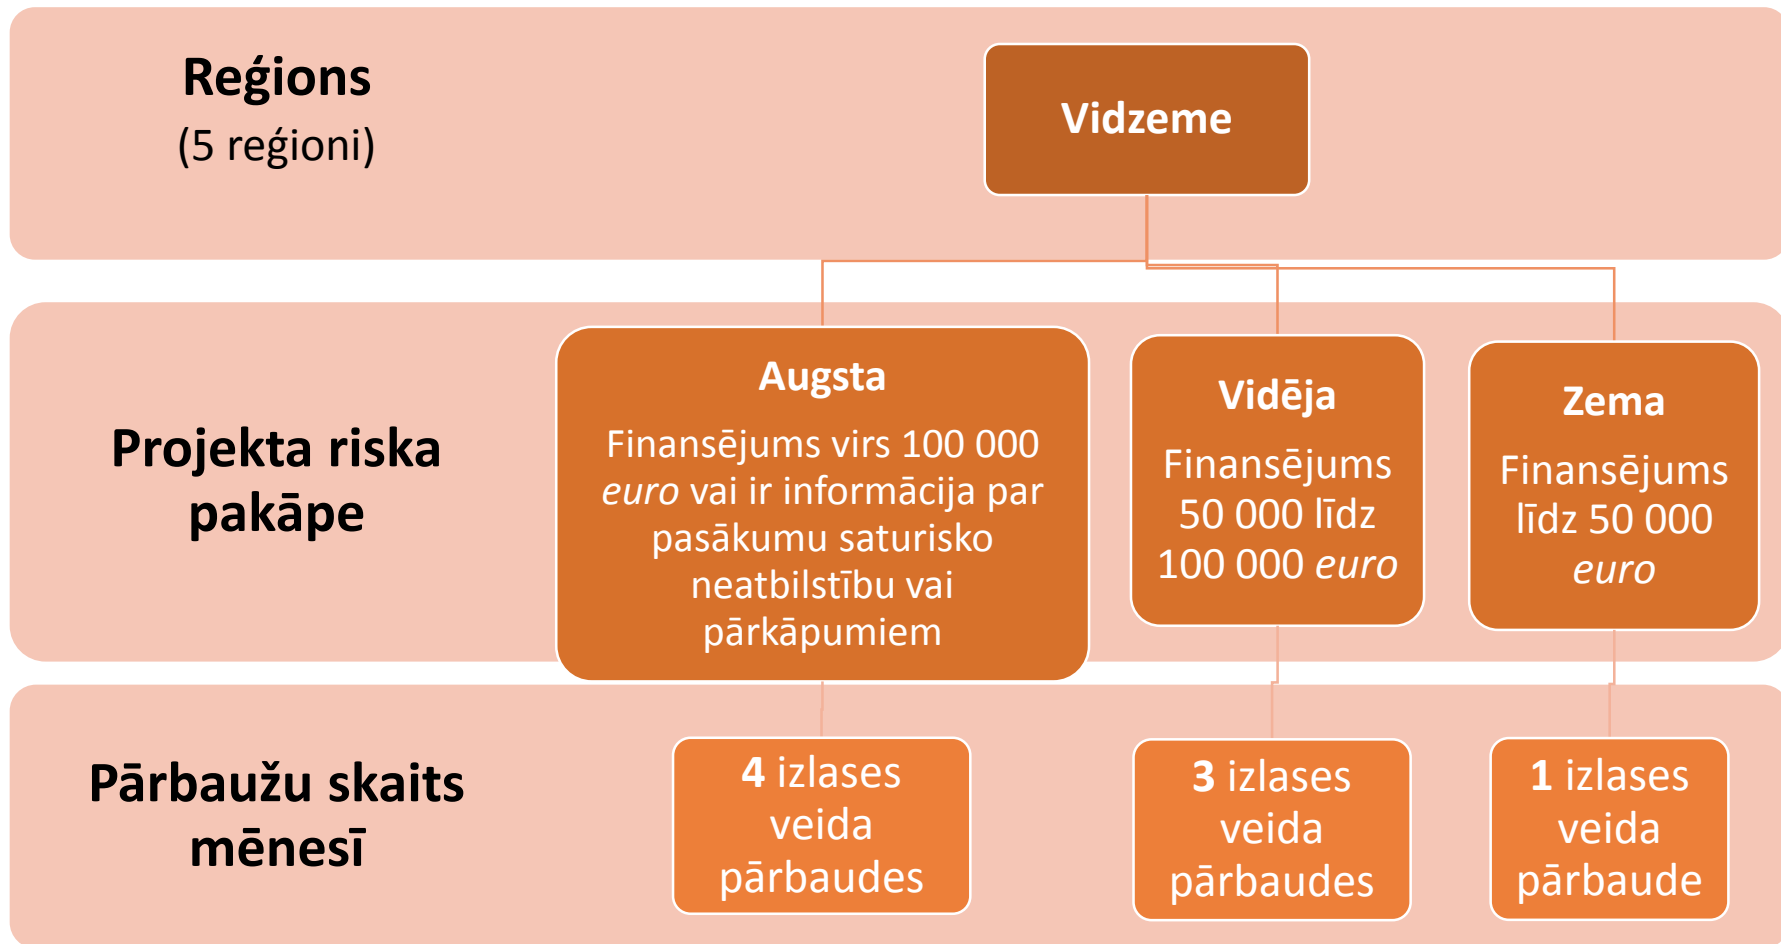 Reģions
(5 reģioni)
Vidzeme
Projekta riska
pakāpe
Augsta
Finansējums virs 100 000
euro vai ir informācija par
pasākumu saturisko
neatbilstību vai
pārkāpumiem
Vidēja
Finansējums
50 000 līdz
100 000 euro
Zema
Finansējums
līdz 50 000
euro
Pārbaužu skaits
mēnesī
4 izlases
veida
pārbaudes
3 izlases
veida
pārbaudes
1 izlases
veida
pārbaude